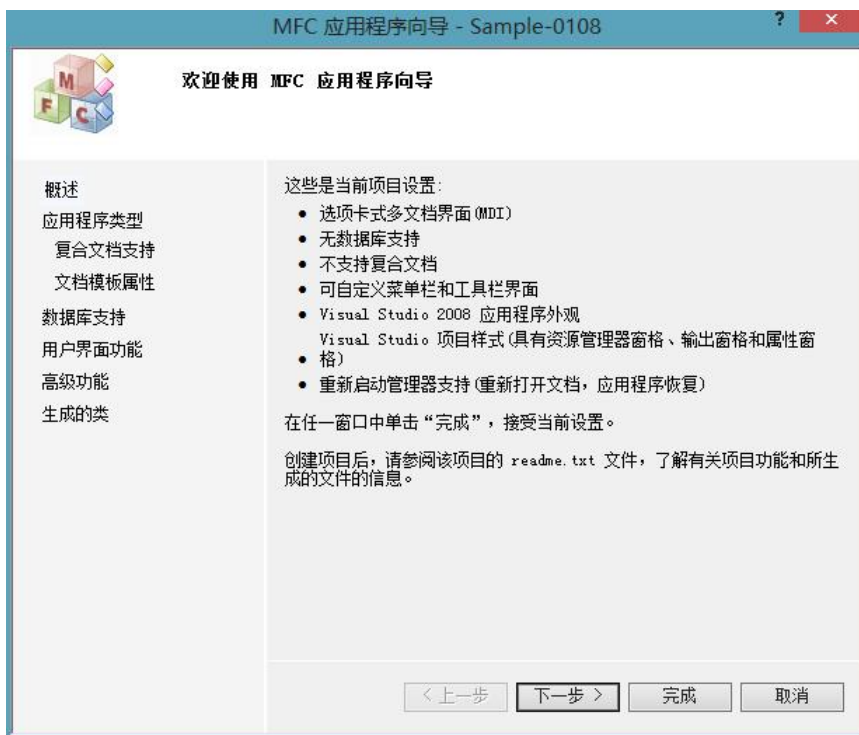 MFC 应用程序向导 - Sample-0108
? ×
M
F C
欢迎使用 MFC 应用程序向导
概述
应用程序类型
复合文档支持
文档模板属性
数据库支持
用户界面功能
高级功能
生成的类
这些是当前项目设置:
• 选项卡式多文档界面(MDI)
• 无数据库支持
• 不支持复合文档
• 可自定义菜单栏和工具栏界面
• Visual Studio 2008 应用程序外观
Visual Studio 项目样式(具有资源管理器窗格、输出窗格和属性窗
• 格)
• 重新启动管理器支持(重新打开文档,应用程序恢复)
在任一窗口中单击“完成”,接受当前设置。
创建项目后,请参阅该项目的 readme.txt 文件,了解有关项目功能和所生
成的文件的信息。
< 上一步 下一步 > 完成 取消